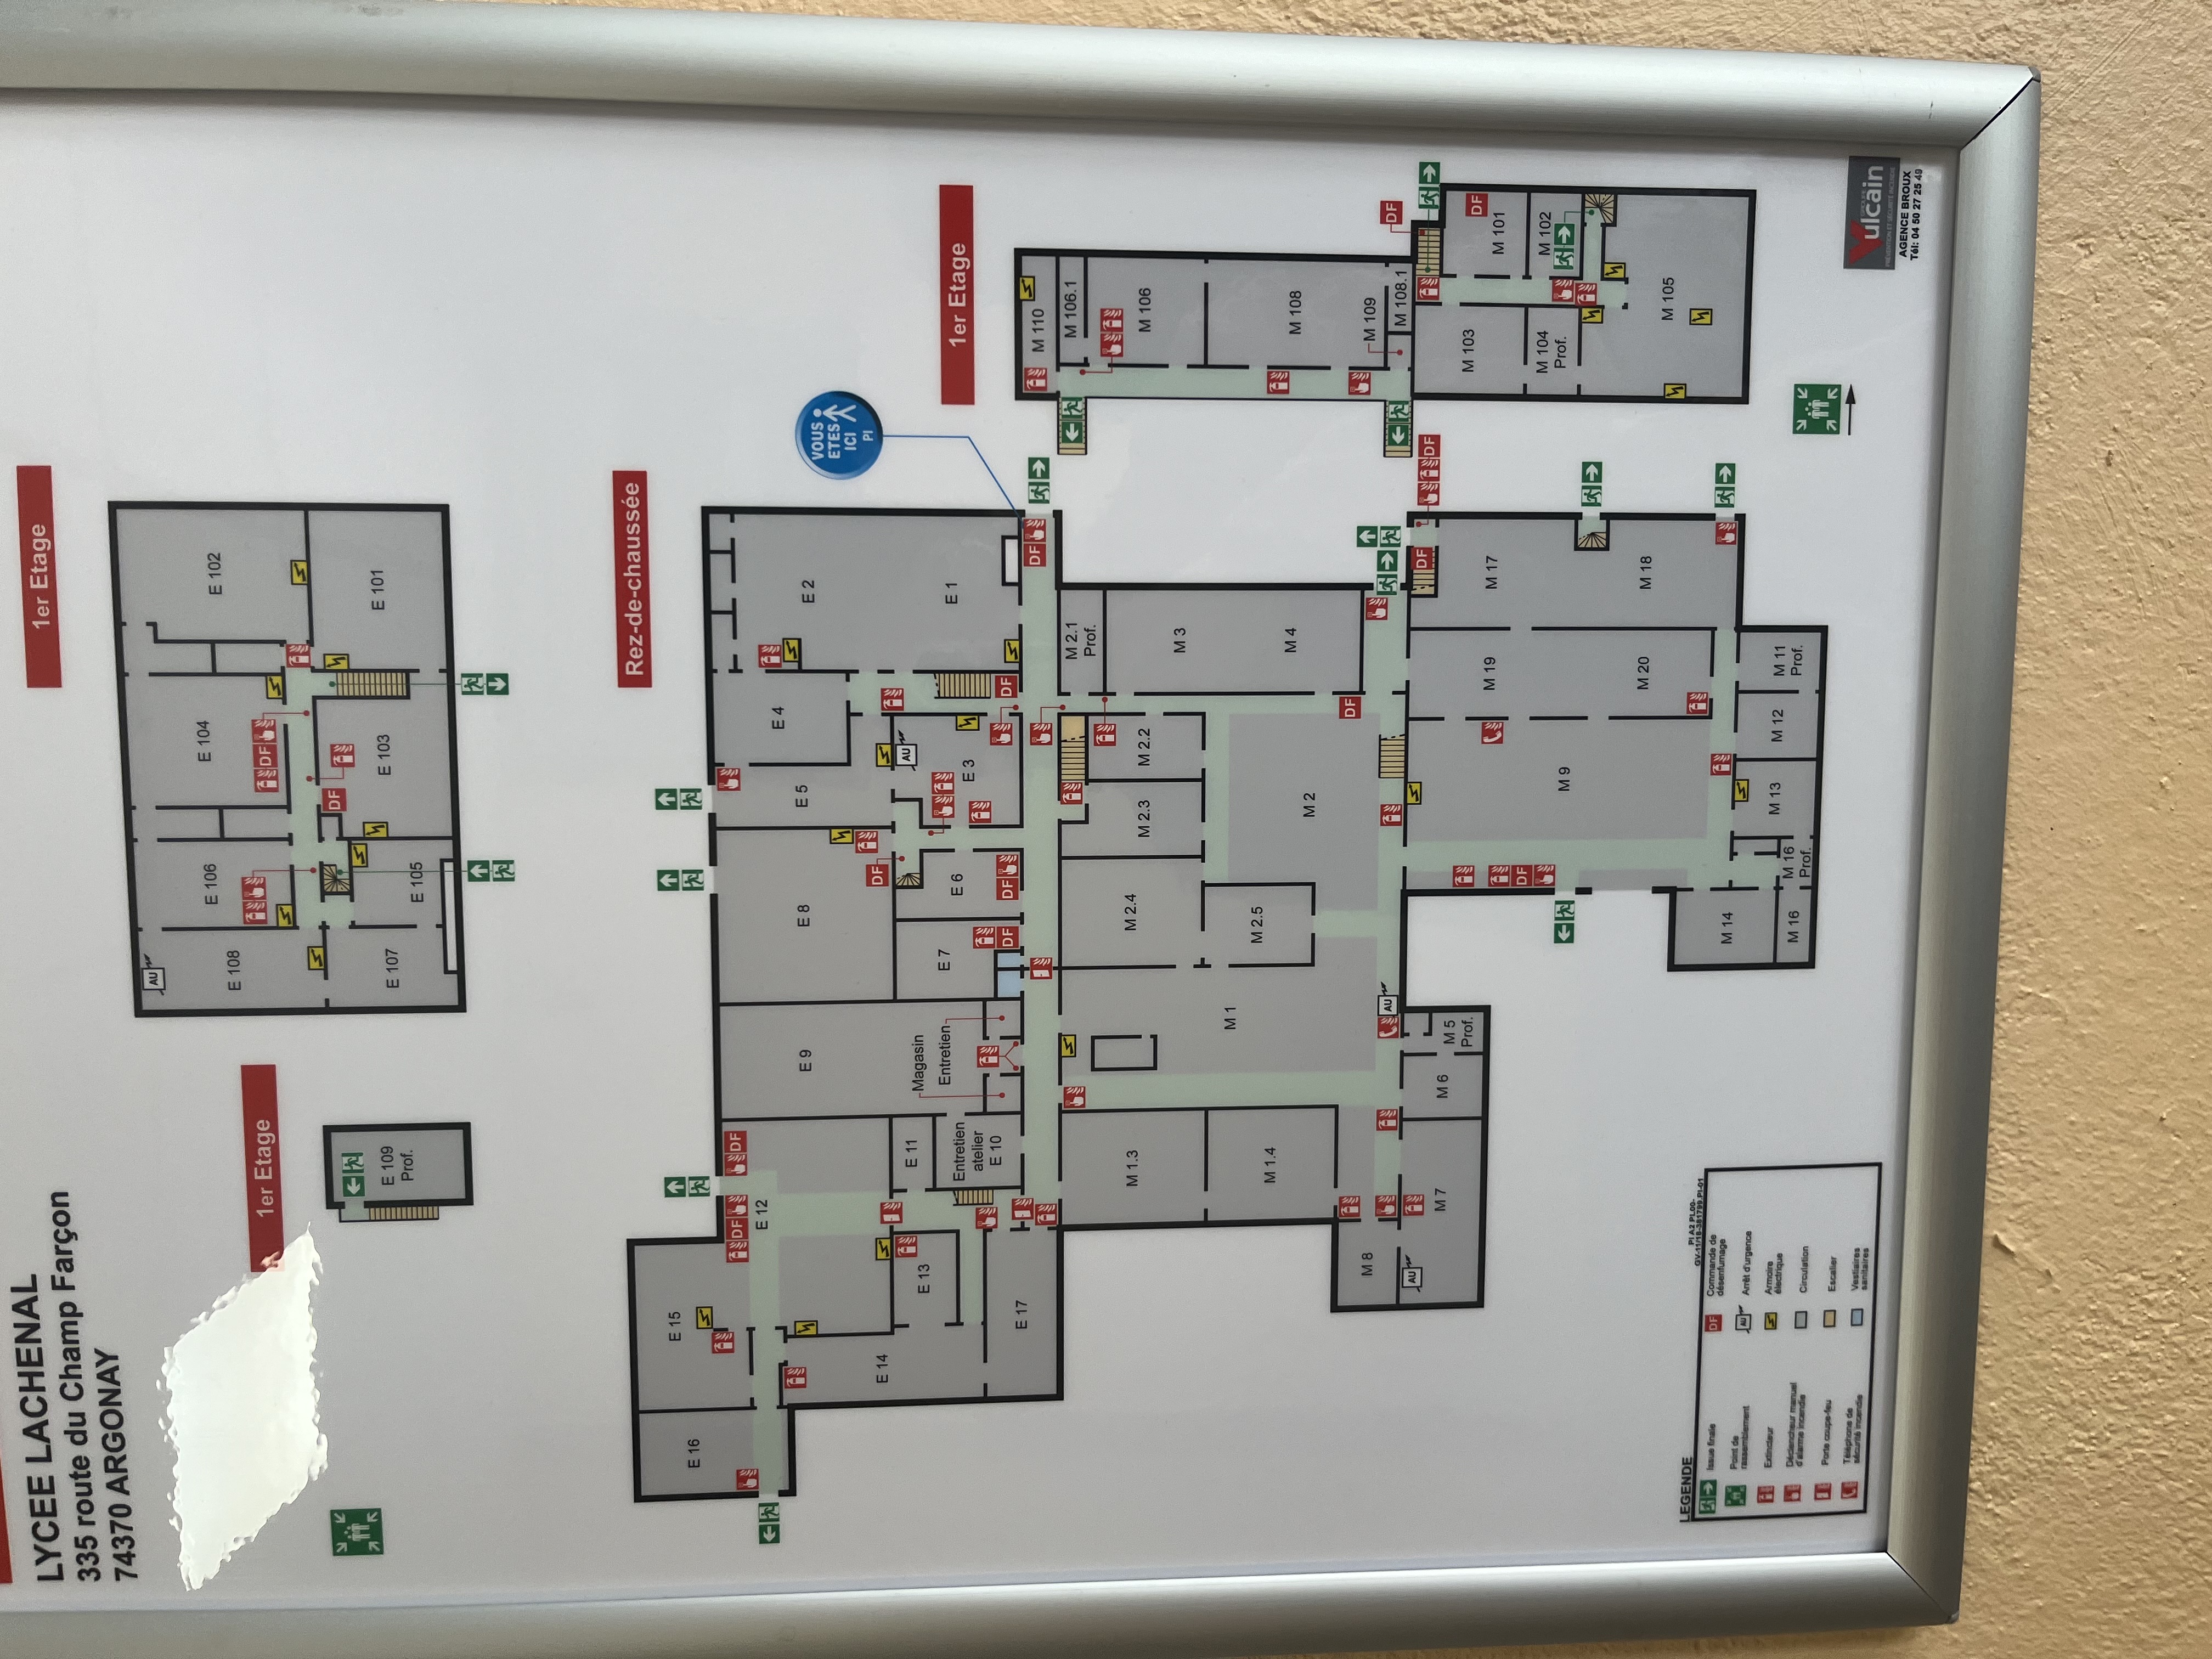 LYCEE LACHENAL
335 route du Champ Farçon
74370 ARGONAY
1er Etage
AU
E 108
E 106
E 104
E 102
DF
DF
E 107
E 105
E 103
E 101
1er Etage
E 109
Prof.
Rez-de-chaussée
E 16
E 15
DF
DF
E 12
E 9
E 8
E 5
E 4
E 2
VOUS
ETES
ICI
PI
E 14
E 13
E 11
DF
AU
Magasin
Entretien
Entretien
atelier
E 10
E 7
E 6
E 3
E 1
DF
DF
DF
E 17
DF
M 1.3
M 2.4
M 2.3
M 2.2
M 2.1
Prof.
M 3
M 1
M 1.4
M 2.5
M 2
M 4
DF
M 8
AU
AU
M 7
M 6
M 5
Prof.
DF
DF
M 19
M 17
DF
M 9
M 20
M 18
M 14
M 16
M 16
Prof.
M 13
M 12
M 11
Prof.
1er Etage
M 110
M 106.1
M 106
M 108
M 109
M 108.1
DF
M 103
DF
M 101
M 104
Prof.
M 102
M 105
LEGENDE
PI A2 PL00-
GV-11/18-381799.PI-01
Issue finale
Point de
rassemblement
Extincteur
Déclencheur manuel
d'alarme incendie
Porte coupe-feu
Téléphone de
sécurité incendie
DF
Commande de
désenfumage
AU
Arrêt d'urgence
Armoire
électrique
Circulation
Escalier
Vestiaires
sanitaires
GROUPE
Vulcain
PRÉVENTION ET SÉCURITÉ INCENDIE
AGENCE BROUX
Tél: 04 50 27 25 49